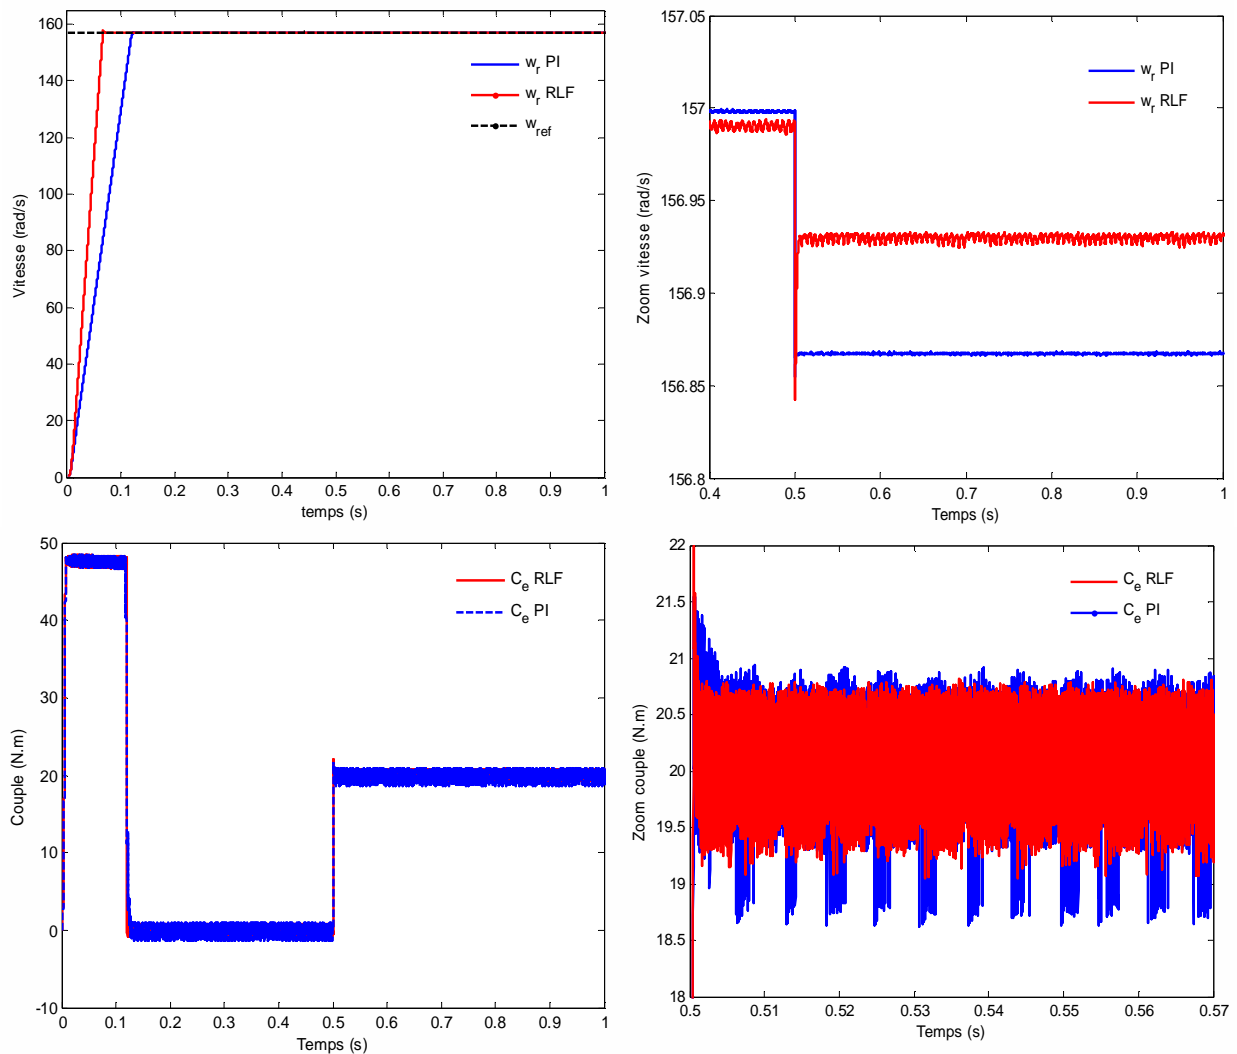 160
140
120
100
80
60
40
20
0
Vitesse (rad/s)
w_r PI
w_r RLF
w_ref
0 0.1 0.2 0.3 0.4 0.5 0.6 0.7 0.8 0.9 1
temps (s)
157.05
157
156.95
156.9
156.85
156.8
Zoom vitesse (rad/s)
w_r PI
w_r RLF
0.4 0.5 0.6 0.7 0.8 0.9 1
Temps (s)
50
40
30
20
10
0
-10
Couple (N.m)
C_e RLF
C_e PI
0 0.1 0.2 0.3 0.4 0.5 0.6 0.7 0.8 0.9 1
Temps (s)
22
21.5
21
20.5
20
19.5
19
18.5
18
Zoom couple (N.m)
C_e RLF
C_e PI
0.5 0.51 0.52 0.53 0.54 0.55 0.56 0.57
Temps (s)